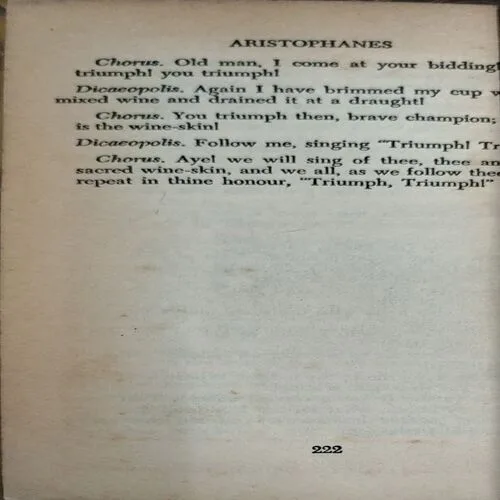 ARISTOPHANES
Chorus. Old man, I come at your bidding!
triumph! you triumph!
Dicaeopolis. Again I have brimmed my cup
mixed wine and drained it at a draught!
Chorus. You triumph then, brave champion;
is the wine-skin!
Dicaeopolis. Follow me, singing "Triumph!
Chorus. Aye! we will sing of thee, thee
sacred wine-skin, and we all, as we follow
repeat in thine honour, "Triumph, Triumph!"
222